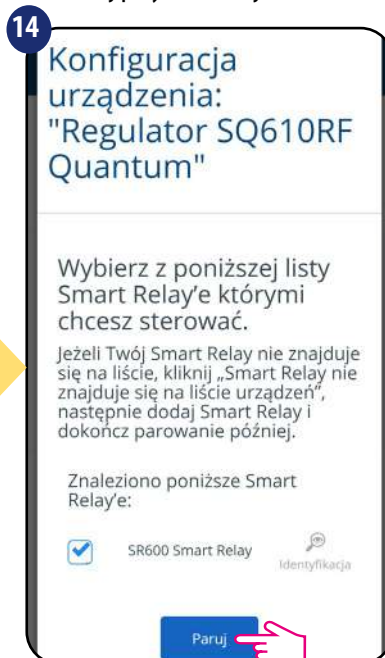 14
Konfiguracja
urządzenia:
"Regulator SQ610RF
Quantum"
Wybierz z poniższej listy
Smart Relay'e którymi
chcesz sterować.
Jeżeli Twój Smart Relay nie znajduje
się na liście, kliknij „Smart Relay nie
znajduje się na liście urządzeń”,
następnie dodaj Smart Relay i
dokończ parowanie później.
Znaleziono poniższe Smart
Relay'e:
SR600 Smart Relay
Identyfikacja
Paruj